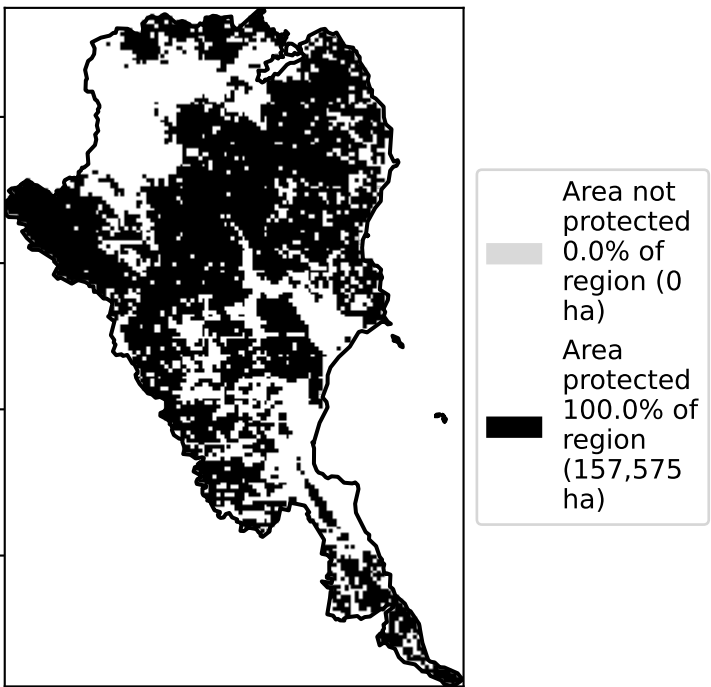 Area not
protected
0.0% of
region (0
ha)
Area
protected
100.0% of
region
(157,575
ha)